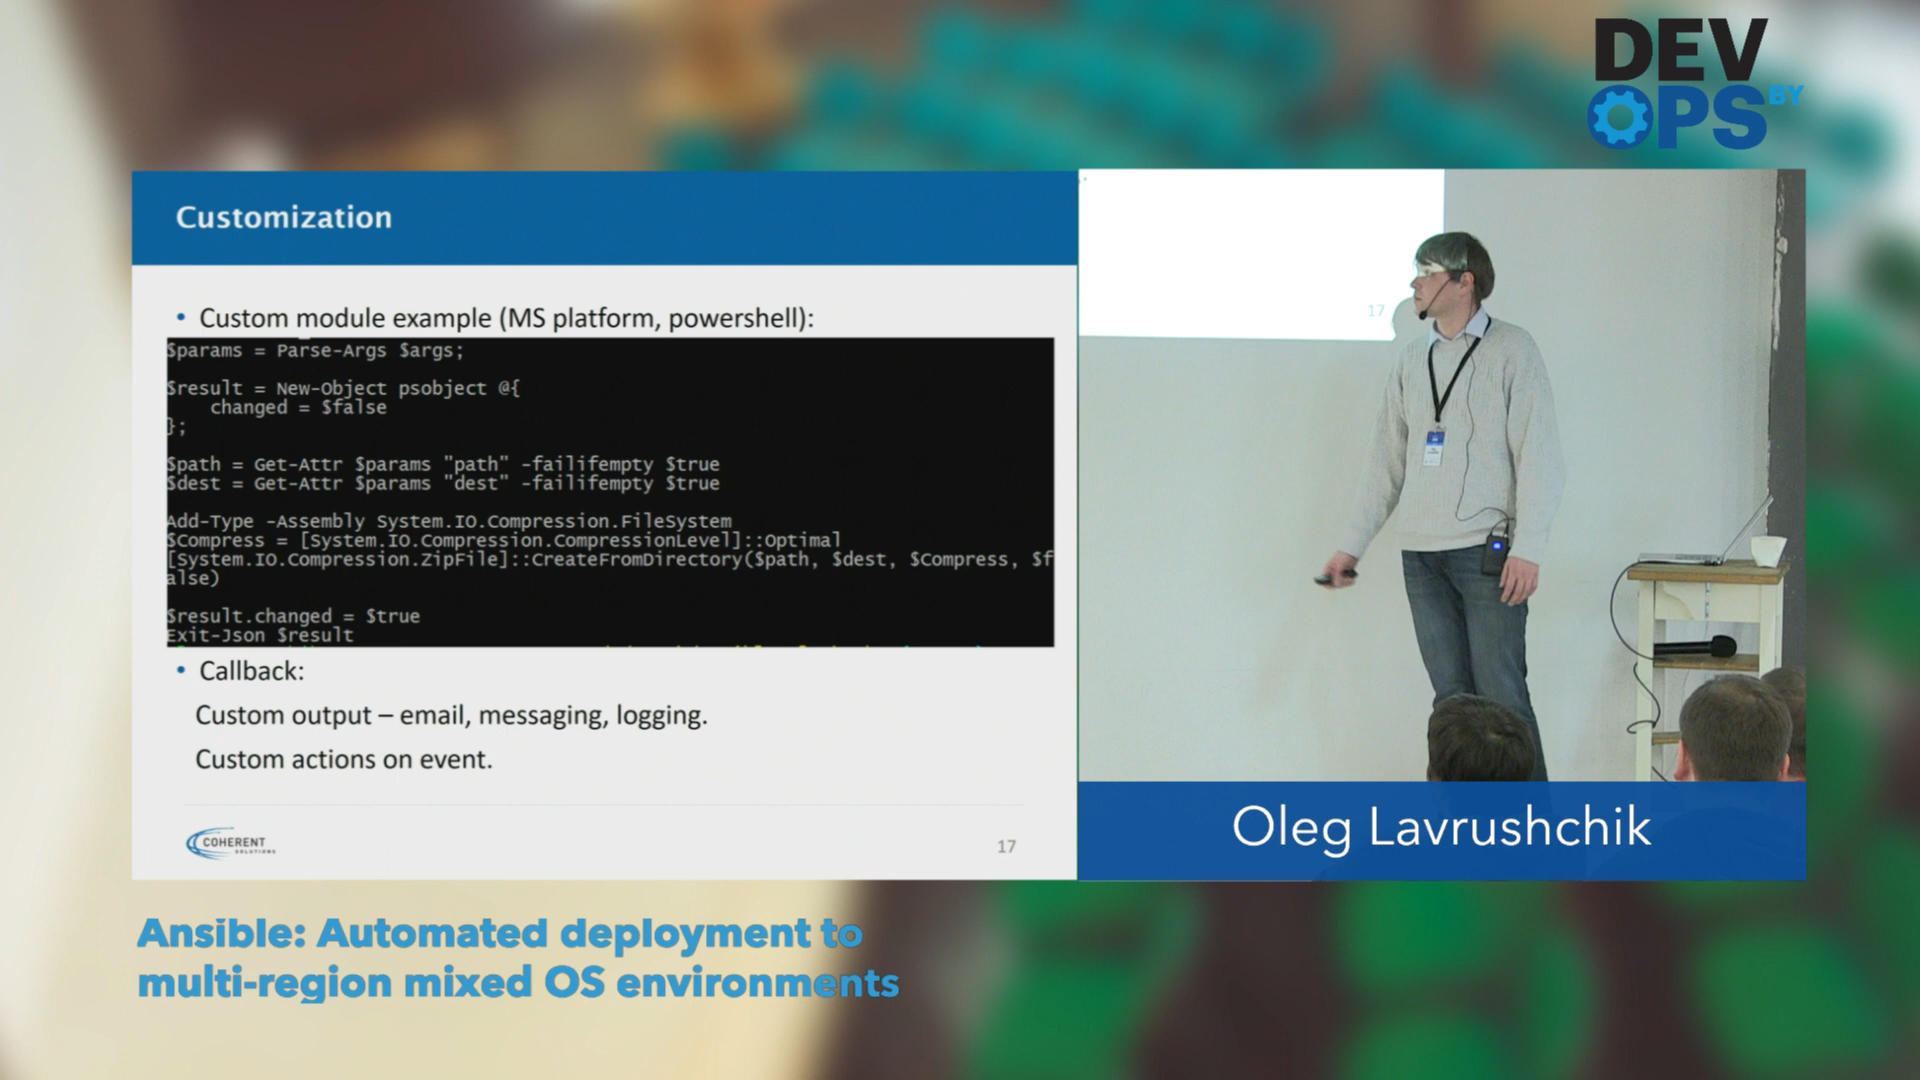 DEV
OPS BY
Customization
• Custom module example (MS platform, powershell):
$params = Parse-Args $args;
$result = New-Object psobject @{
changed = $false
};
$path = Get-Attr $params "path" -failifempty $true
$dest = Get-Attr $params "dest" -failifempty $true
Add-Type -Assembly System.IO.Compression.FileSystem
$Compress = [System.IO.Compression.CompressionLevel]::Optimal
[System.IO.Compression.ZipFile]::CreateFromDirectory($path, $dest, $Compress, $f
alse)
$result.changed = $true
Exit-Json $result
• Callback:
Custom output – email, messaging, logging.
Custom actions on event.
COHERENT
SOLUTIONS
17
17
Oleg Lavrushchik
Ansible: Automated deployment to
multi-region mixed OS environments